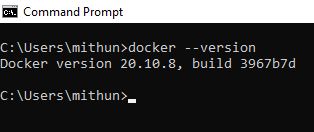 Command Prompt
C:\Users\mithun>docker --version
Docker version 20.10.8, build 3967b7d
C:\Users\mithun>